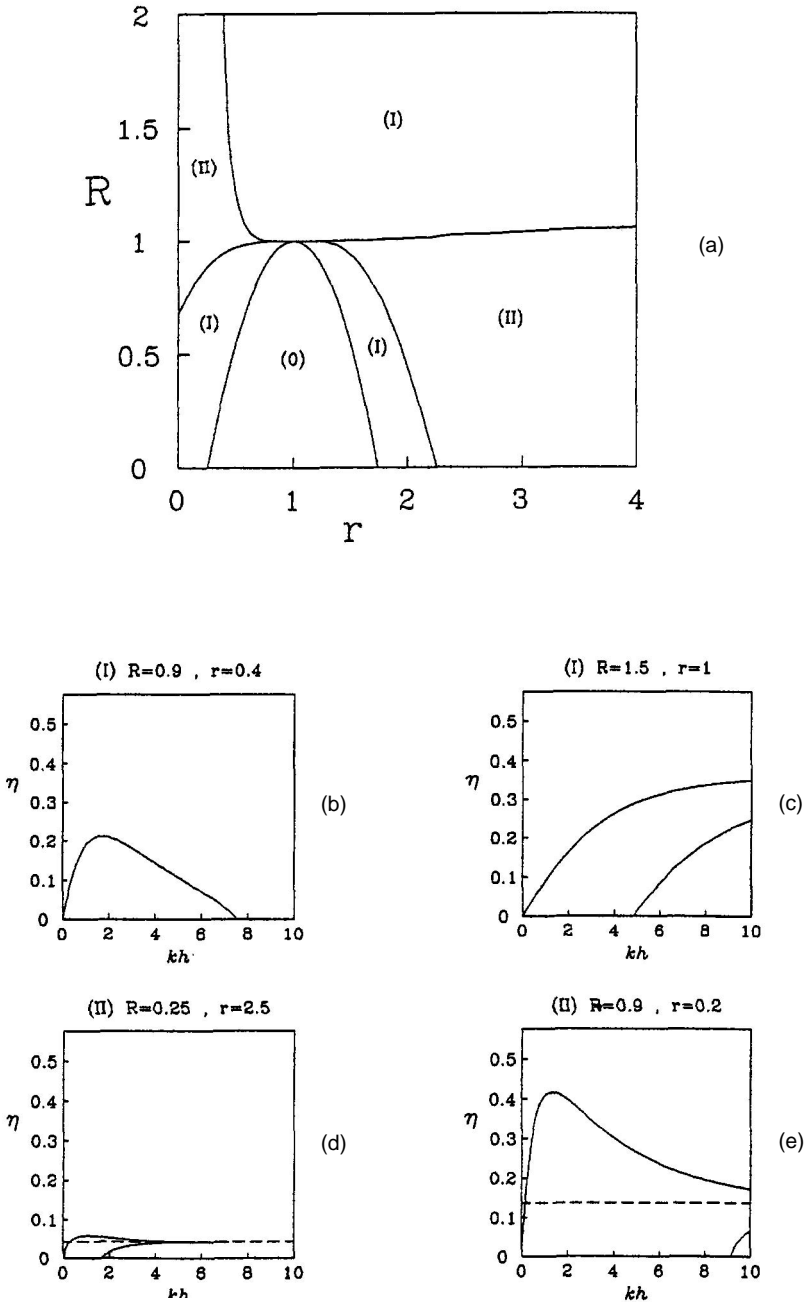 2
1.5
R
1
0.5
0
(II)
(I)
(I)
(0)
(I)
(II)
(a)
0 1 2 3 4
r
(I) R=0.9 , r=0.4
0.5
0.4
η 0.3
0.2
0.1
0
0 2 4 6 8 10
kh
(b)
(I) R=1.5 , r=1
0.5
0.4
η 0.3
0.2
0.1
0
0 2 4 6 8 10
kh
(c)
(II) R=0.25 , r=2.5
0.5
0.4
η 0.3
0.2
0.1
0
0 2 4 6 8 10
kh
(d)
(II) R=0.9 , r=0.2
0.5
0.4
η 0.3
0.2
0.1
0
0 2 4 6 8 10
kh
(e)